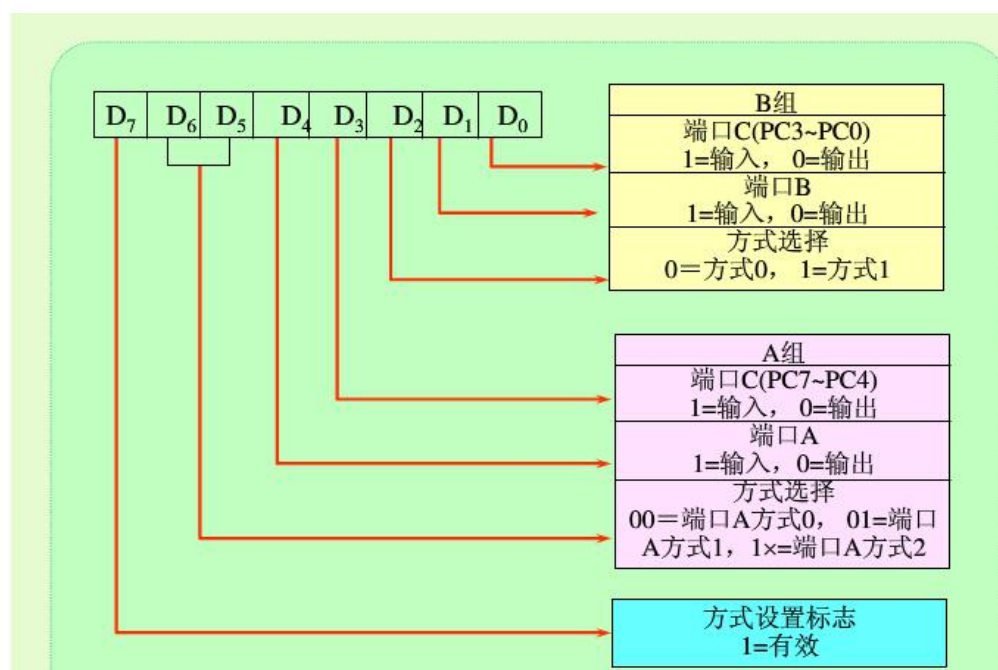 D7 D6 D5 D4 D3 D2 D1 D0
B组
端口C(PC3~PC0)
1=输入， 0=输出
端口B
1=输入，0=输出
方式选择
0＝方式0， 1=方式1
A组
端口C(PC7~PC4)
1=输入， 0=输出
端口A
1=输入，0=输出
方式选择
00＝端口A方式0， 01=端口
A方式1，1×=端口A方式2
方式设置标志
1=有效